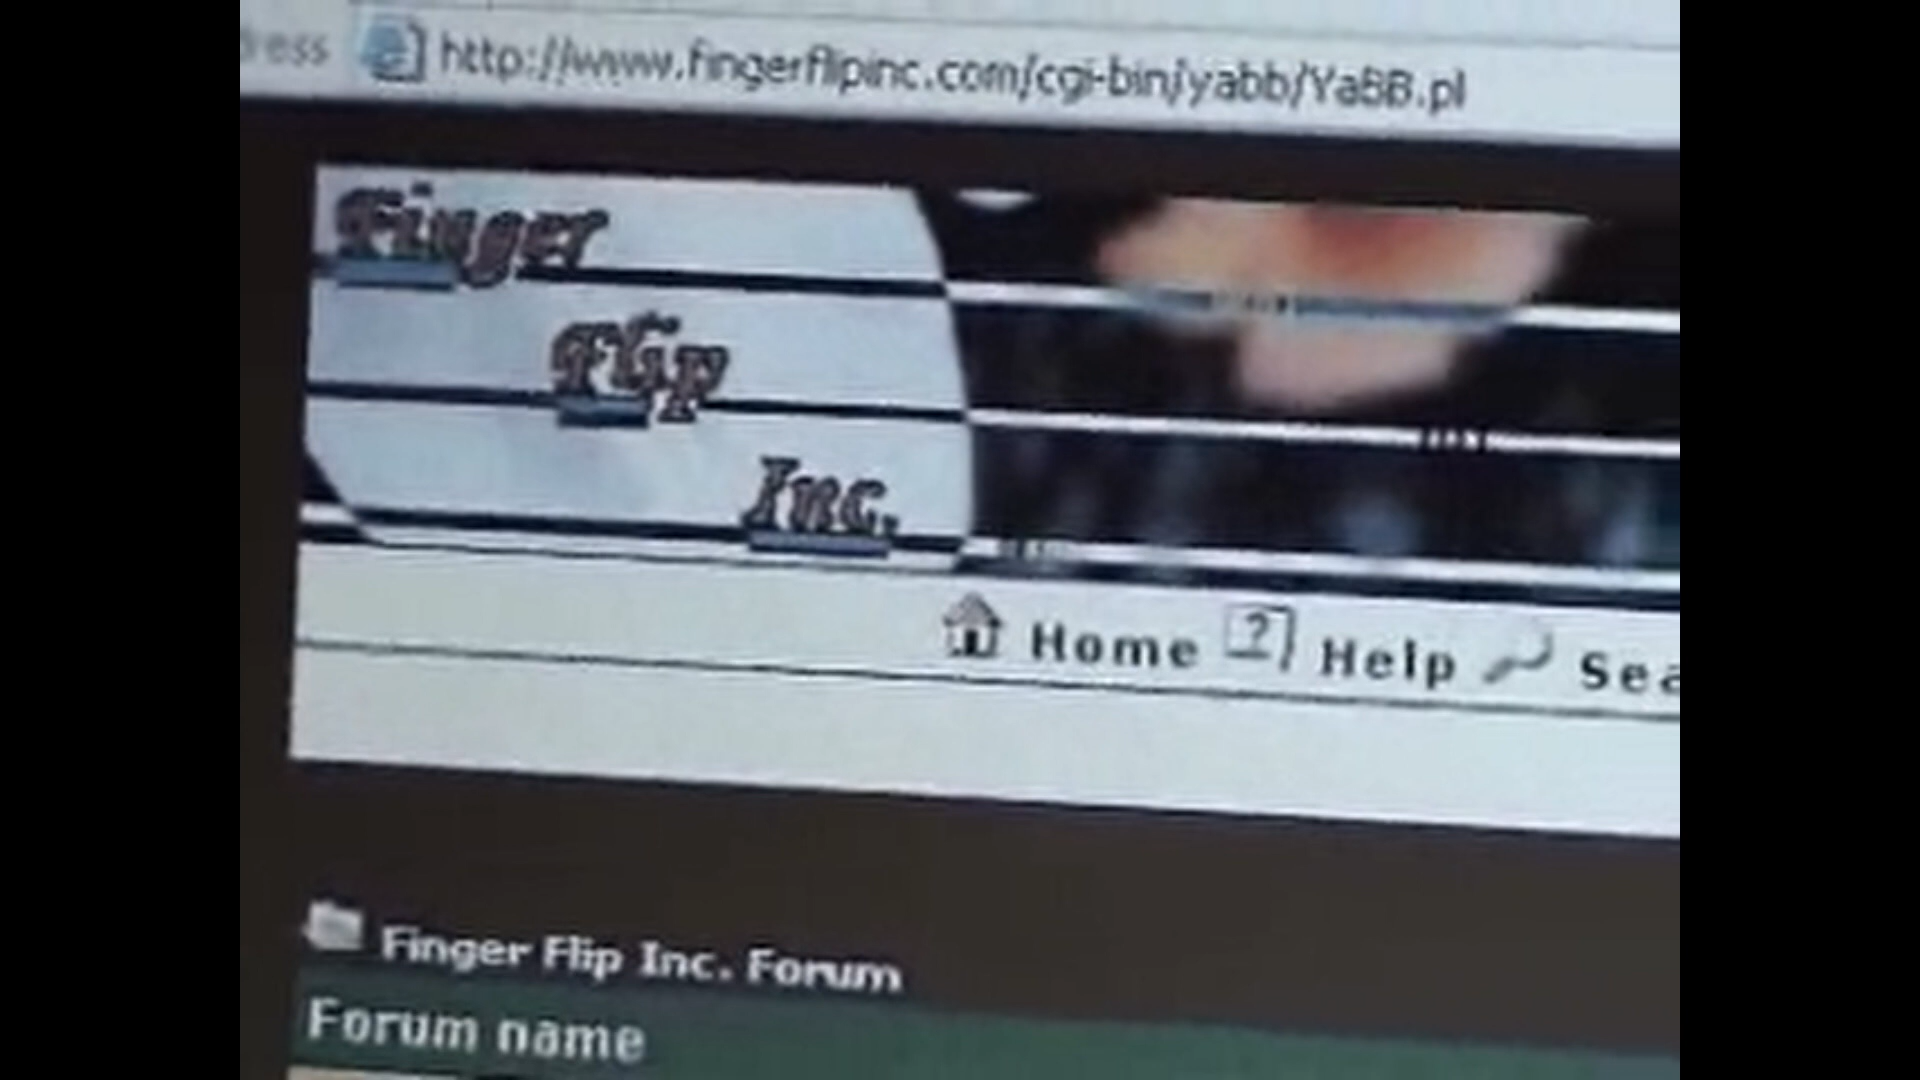 http://www.fingerflipinc.com/cgi-bin/yabb/YaBB.pl
Finger
Flip
Inc.
Home Help
Finger Flip Inc. Forum
Forum name